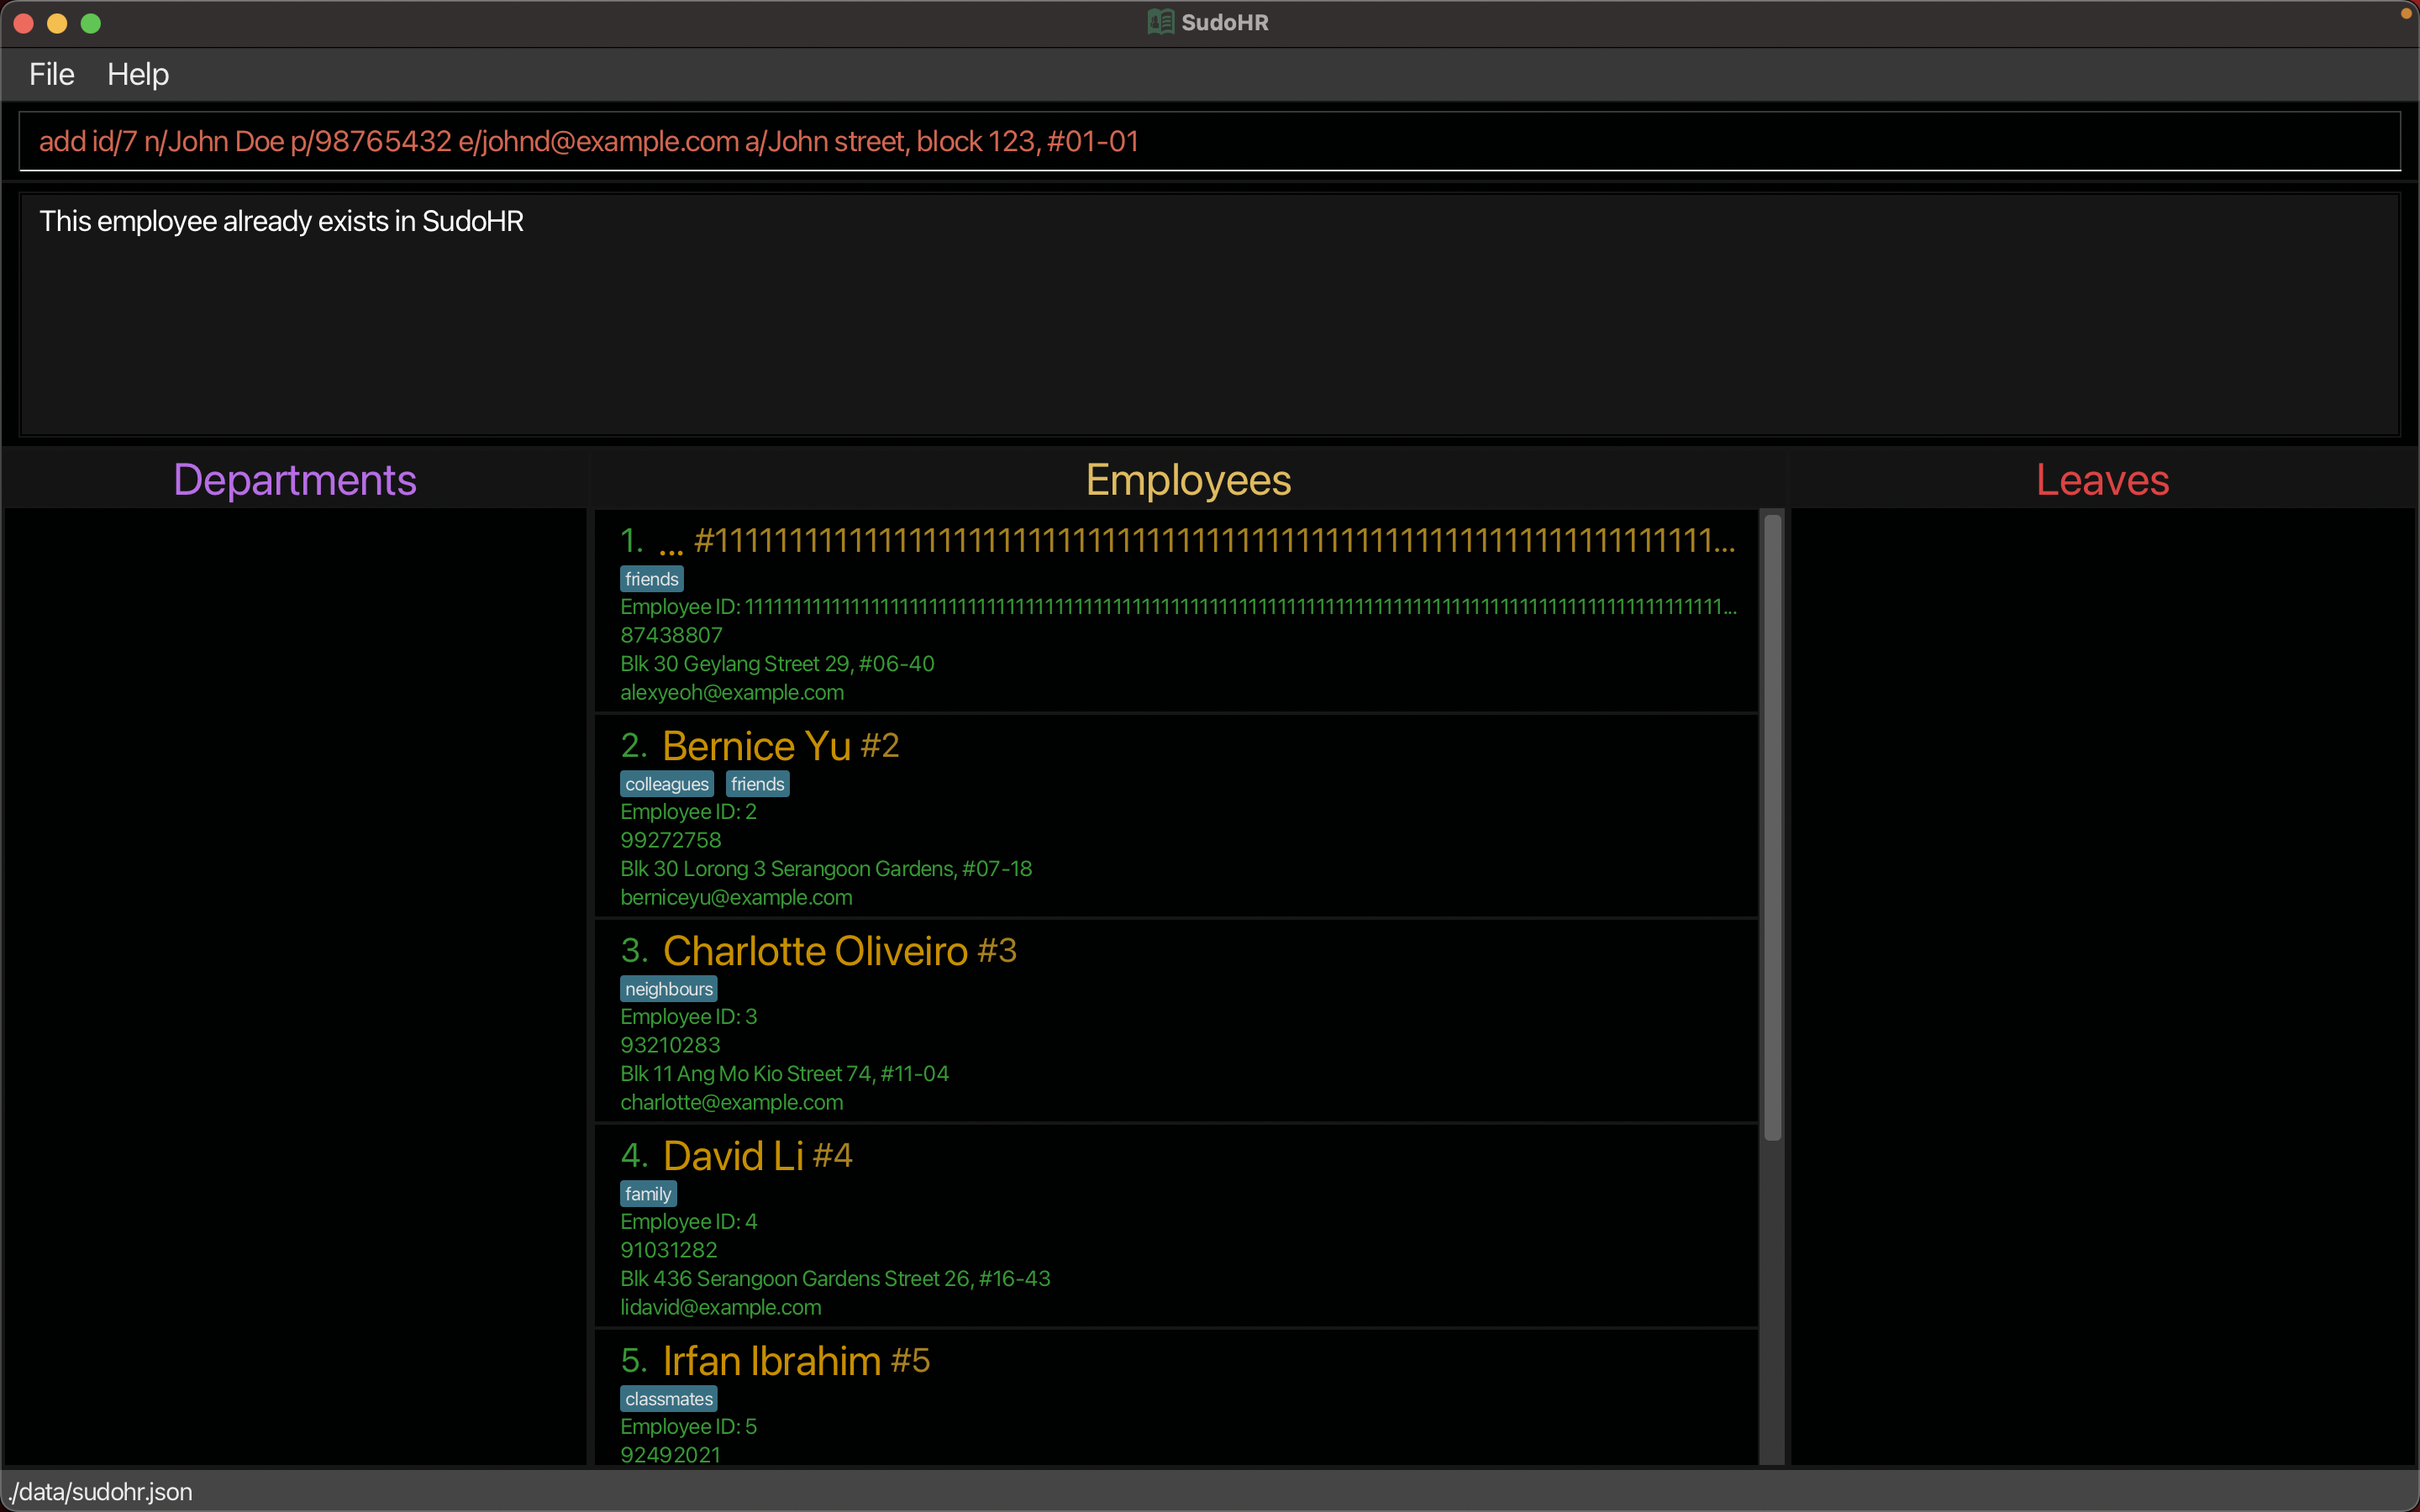 SudoHR
File Help
add id/7 n/John Doe p/98765432 e/johnd@example.com a/John street, block 123, #01-01
This employee already exists in SudoHR
Departments
Employees
Leaves
1. ...
friends
87438807
Blk 30 Geylang Street 29, #06-40
alexyeoh@example.com
2. Bernice Yu #2
colleagues friends
Employee ID: 2
99272758
Blk 30 Lorong 3 Serangoon Gardens, #07-18
berniceyu@example.com
3. Charlotte Oliveiro #3
neighbours
Employee ID: 3
93210283
Blk 11 Ang Mo Kio Street 74, #11-04
charlotte@example.com
4. David Li #4
family
Employee ID: 4
91031282
Blk 436 Serangoon Gardens Street 26, #16-43
lidavid@example.com
5. Irfan Ibrahim #5
classmates
Employee ID: 5
92492021
./data/sudohr.json